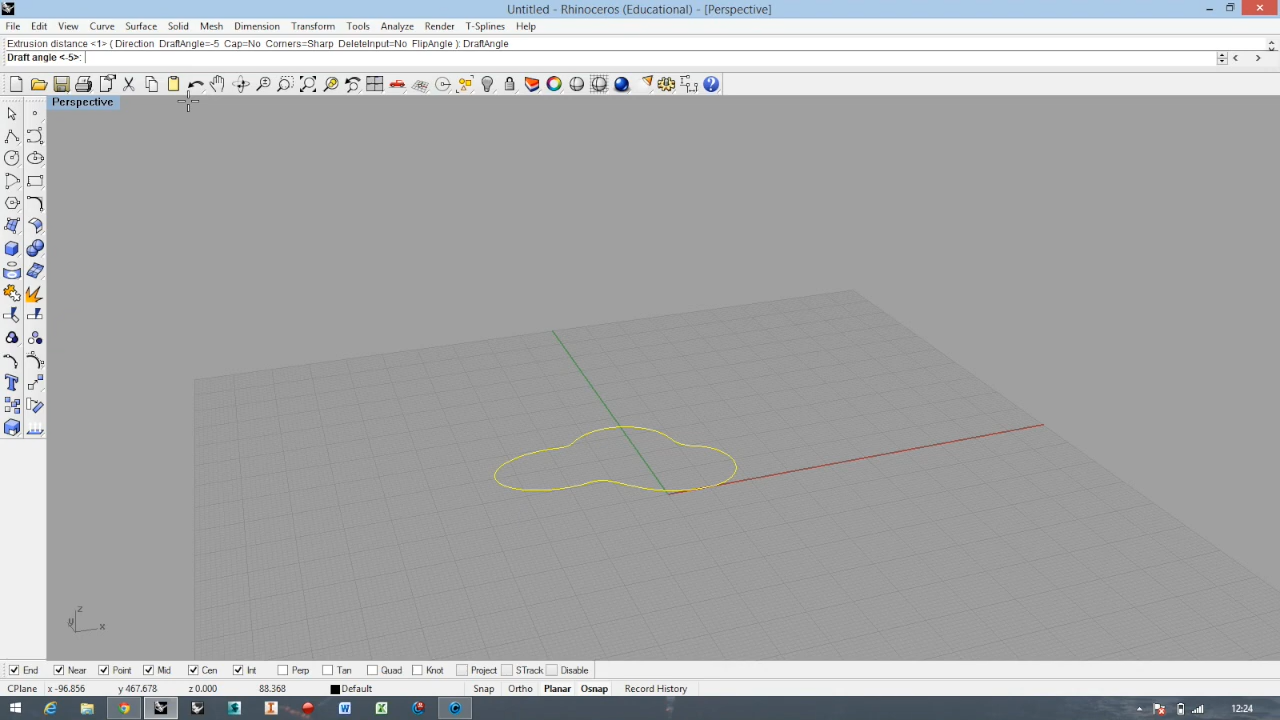 Untitled - Rhinoceros (Educational) - [Perspective]
File Edit View Curve Surface Solid Mesh Dimension Transform Tools Analyze Render T-Splines Help
Extrusion distance <1> ( Direction DraftAngle=-5 Cap=No Corners=Sharp DeleteInput=No FlipAngle ): DraftAngle
Draft angle <-5>:
Perspective
z
y
x
End Near Point Mid Cen Int Perp Tan Quad Knot Project STrack Disable
CPlane x -96.856 y 467.678 z 0.000 88.368 Default Snap Ortho Planar Osnap Record History
12:24